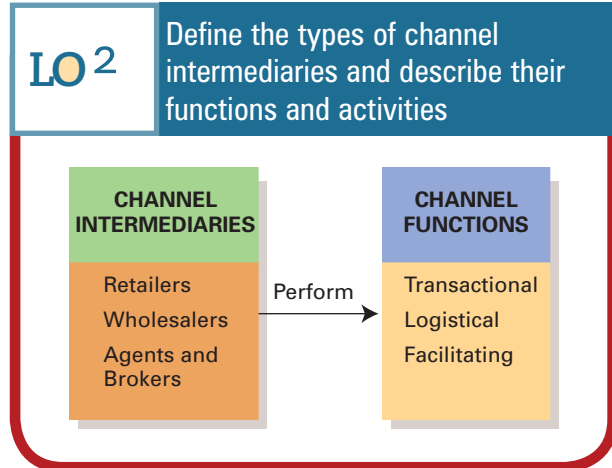 LO 2
Define the types of channel
intermediaries and describe their
functions and activities
CHANNEL
INTERMEDIARIES
Retailers
Wholesalers
Agents and
Brokers
Perform
CHANNEL
FUNCTIONS
Transactional
Logistical
Facilitating